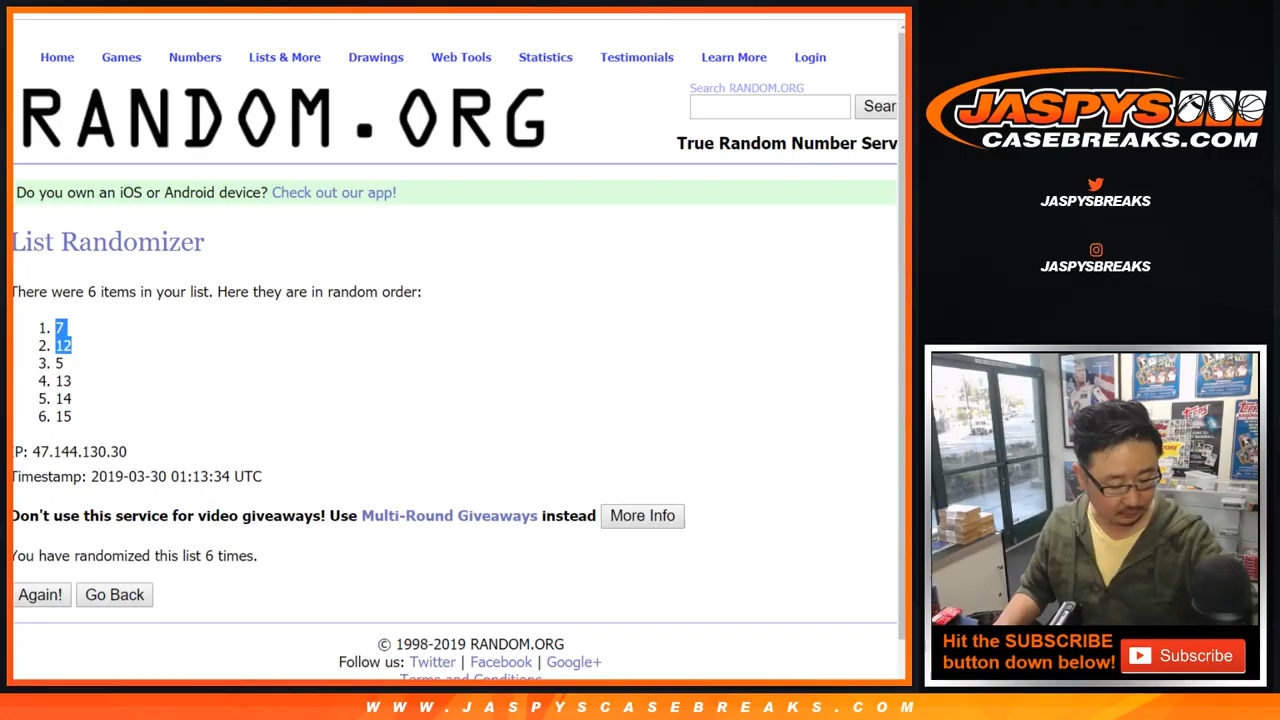 Home Games Numbers Lists & More Drawings Web Tools Statistics Testimonials Learn More Login
Search RANDOM.ORG
RANDOM.ORG
Sear
True Random Number Serv
Do you own an iOS or Android device? Check out our app!
List Randomizer
There were 6 items in your list. Here they are in random order:
1. 7
2. 12
3. 5
4. 13
5. 14
6. 15
IP: 47.144.130.30
Timestamp: 2019-03-30 01:13:34 UTC
Don't use this service for video giveaways! Use Multi-Round Giveaways instead More Info
You have randomized this list 6 times.
Again! Go Back
© 1998-2019 RANDOM.ORG
Follow us: Twitter | Facebook | Google+
Terms and Conditions
JASPYS
CASEBREAKS.COM
JASPYSBREAKS
JASPYSBREAKS
Topps
Hit the SUBSCRIBE
button down below!
Subscribe
WWW.JASPYSCASEBREAKS.COM